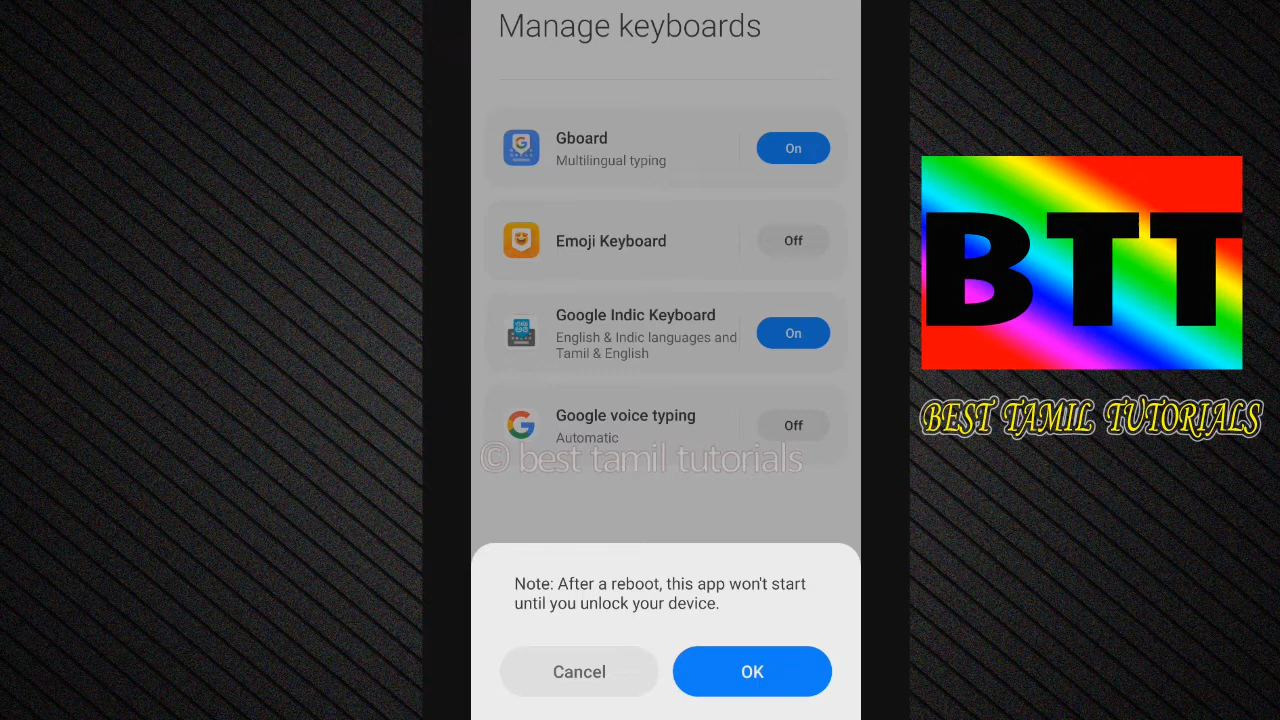 Manage keyboards
Gboard
Multilingual typing
On
Emoji Keyboard
Off
Google Indic Keyboard
English & Indic languages and
Tamil & English
On
Google voice typing
Automatic
Off
© best tamil tutorials
Note: After a reboot, this app won't start
until you unlock your device.
Cancel
OK
BTT
BEST TAMIL TUTORIALS